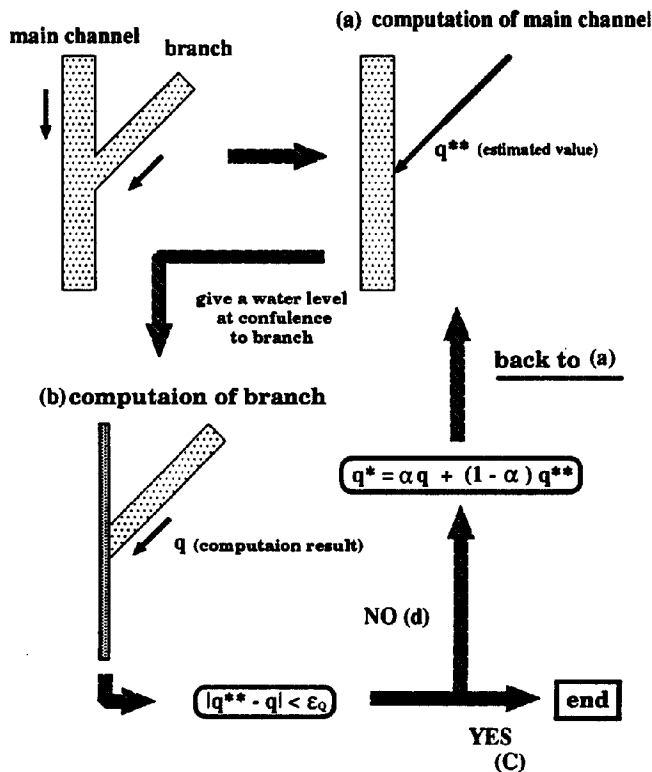 main channel
branch
(a) computation of main channel
q** (estimated value)
give a water level
at confulence
to branch
back to (a)
(b) computaion of branch
q* = α q + (1 - α ) q**
q (computaion result)
NO (d)
|q** - q| < εQ
end
YES
(C)